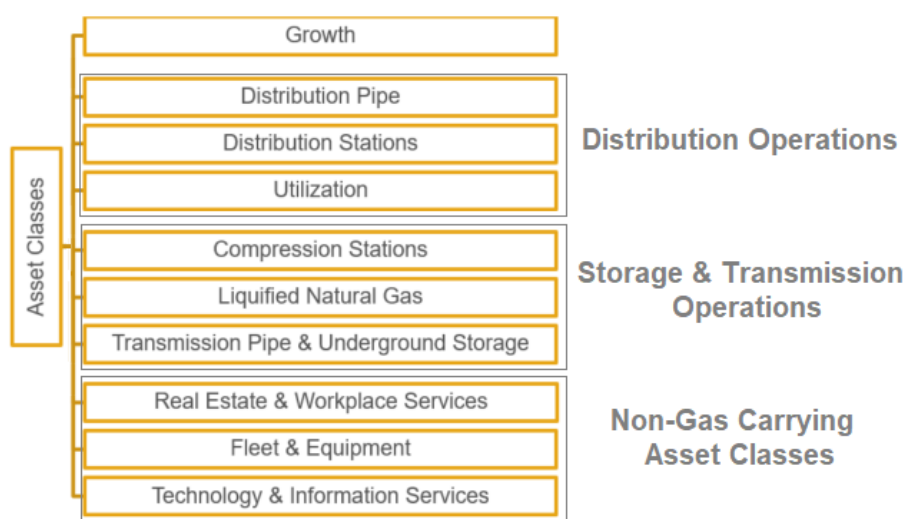 Asset Classes
Growth
Distribution Pipe
Distribution Stations
Utilization
Distribution Operations
Compression Stations
Liquified Natural Gas
Transmission Pipe & Underground Storage
Storage & Transmission
Operations
Real Estate & Workplace Services
Fleet & Equipment
Technology & Information Services
Non-Gas Carrying
Asset Classes